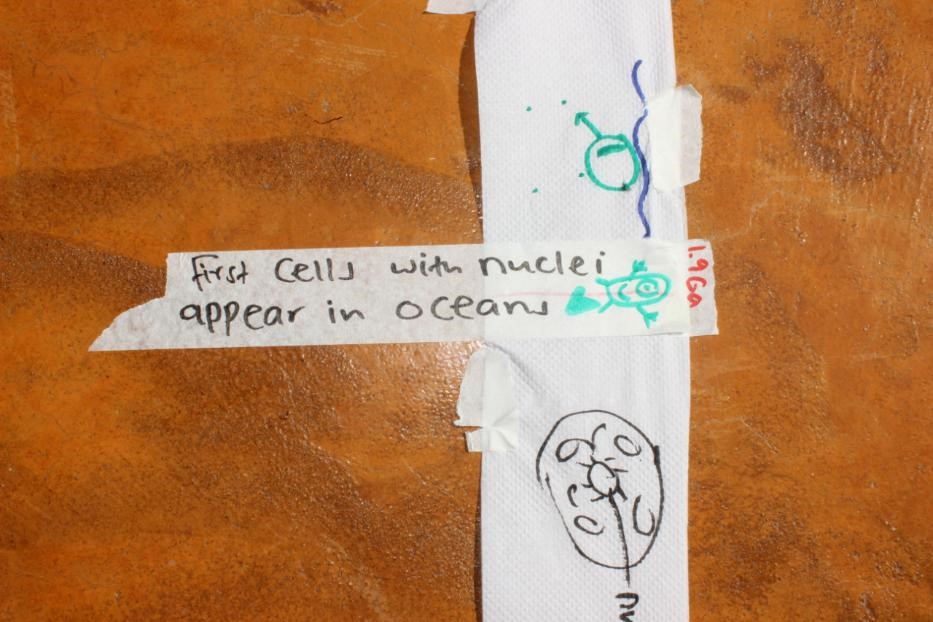 First Cells with nuclei
appear in oceans
1.9Ga